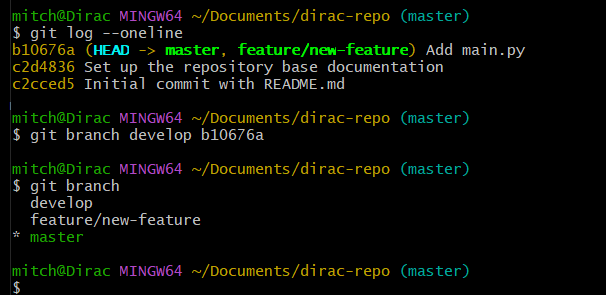 mitch@Dirac MINGW64 ~/Documents/dirac-repo (master)
$ git log --oneline
b10676a (HEAD -> master, feature/new-feature) Add main.py
c2d4836 Set up the repository base documentation
c2cced5 Initial commit with README.md
mitch@Dirac MINGW64 ~/Documents/dirac-repo (master)
$ git branch develop b10676a
mitch@Dirac MINGW64 ~/Documents/dirac-repo (master)
$ git branch
  develop
  feature/new-feature
* master
mitch@Dirac MINGW64 ~/Documents/dirac-repo (master)
$